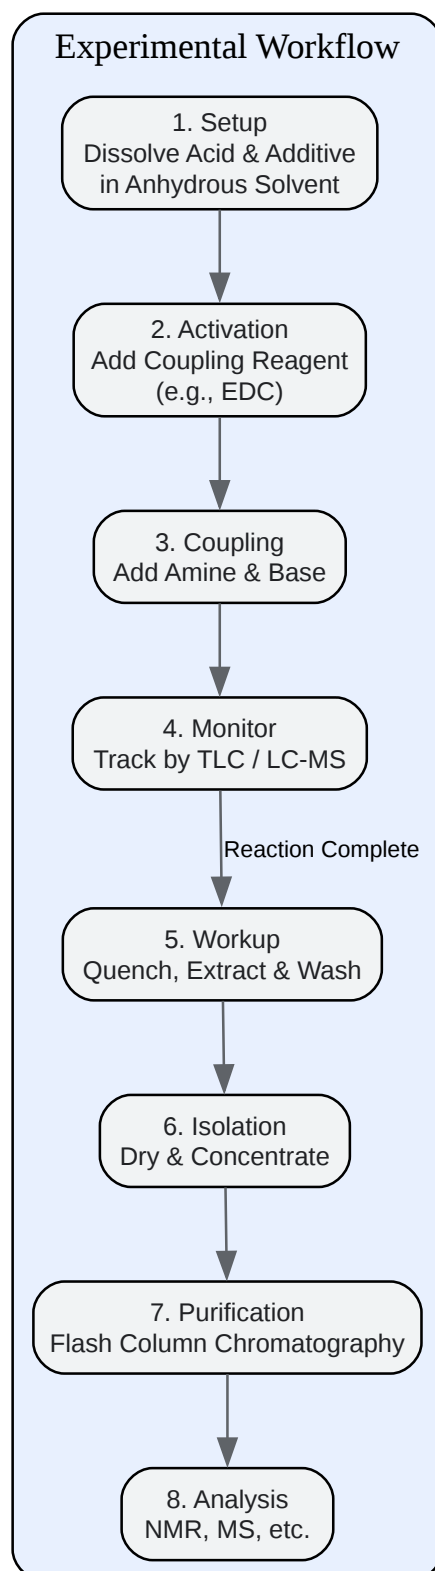 Experimental Workflow
1. Setup
Dissolve Acid & Additive
in Anhydrous Solvent
2. Activation
Add Coupling Reagent
(e.g., EDC)
3. Coupling
Add Amine & Base
4. Monitor
Track by TLC / LC-MS
Reaction Complete
5. Workup
Quench, Extract & Wash
6. Isolation
Dry & Concentrate
7. Purification
Flash Column Chromatography
8. Analysis
NMR, MS, etc.